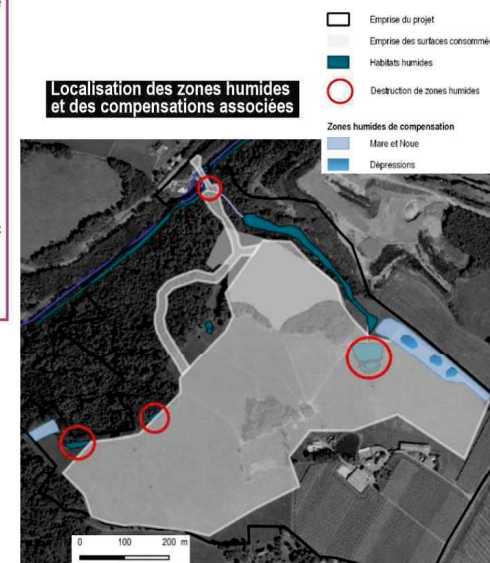 Emprise du projet
Emprise des surfaces consommée
Habitats humides
Destruction de zones humides
Zones humides de compensation
Mare et Noue
Dépressions
Localisation des zones humides
et des compensations associées
0 100 200 m